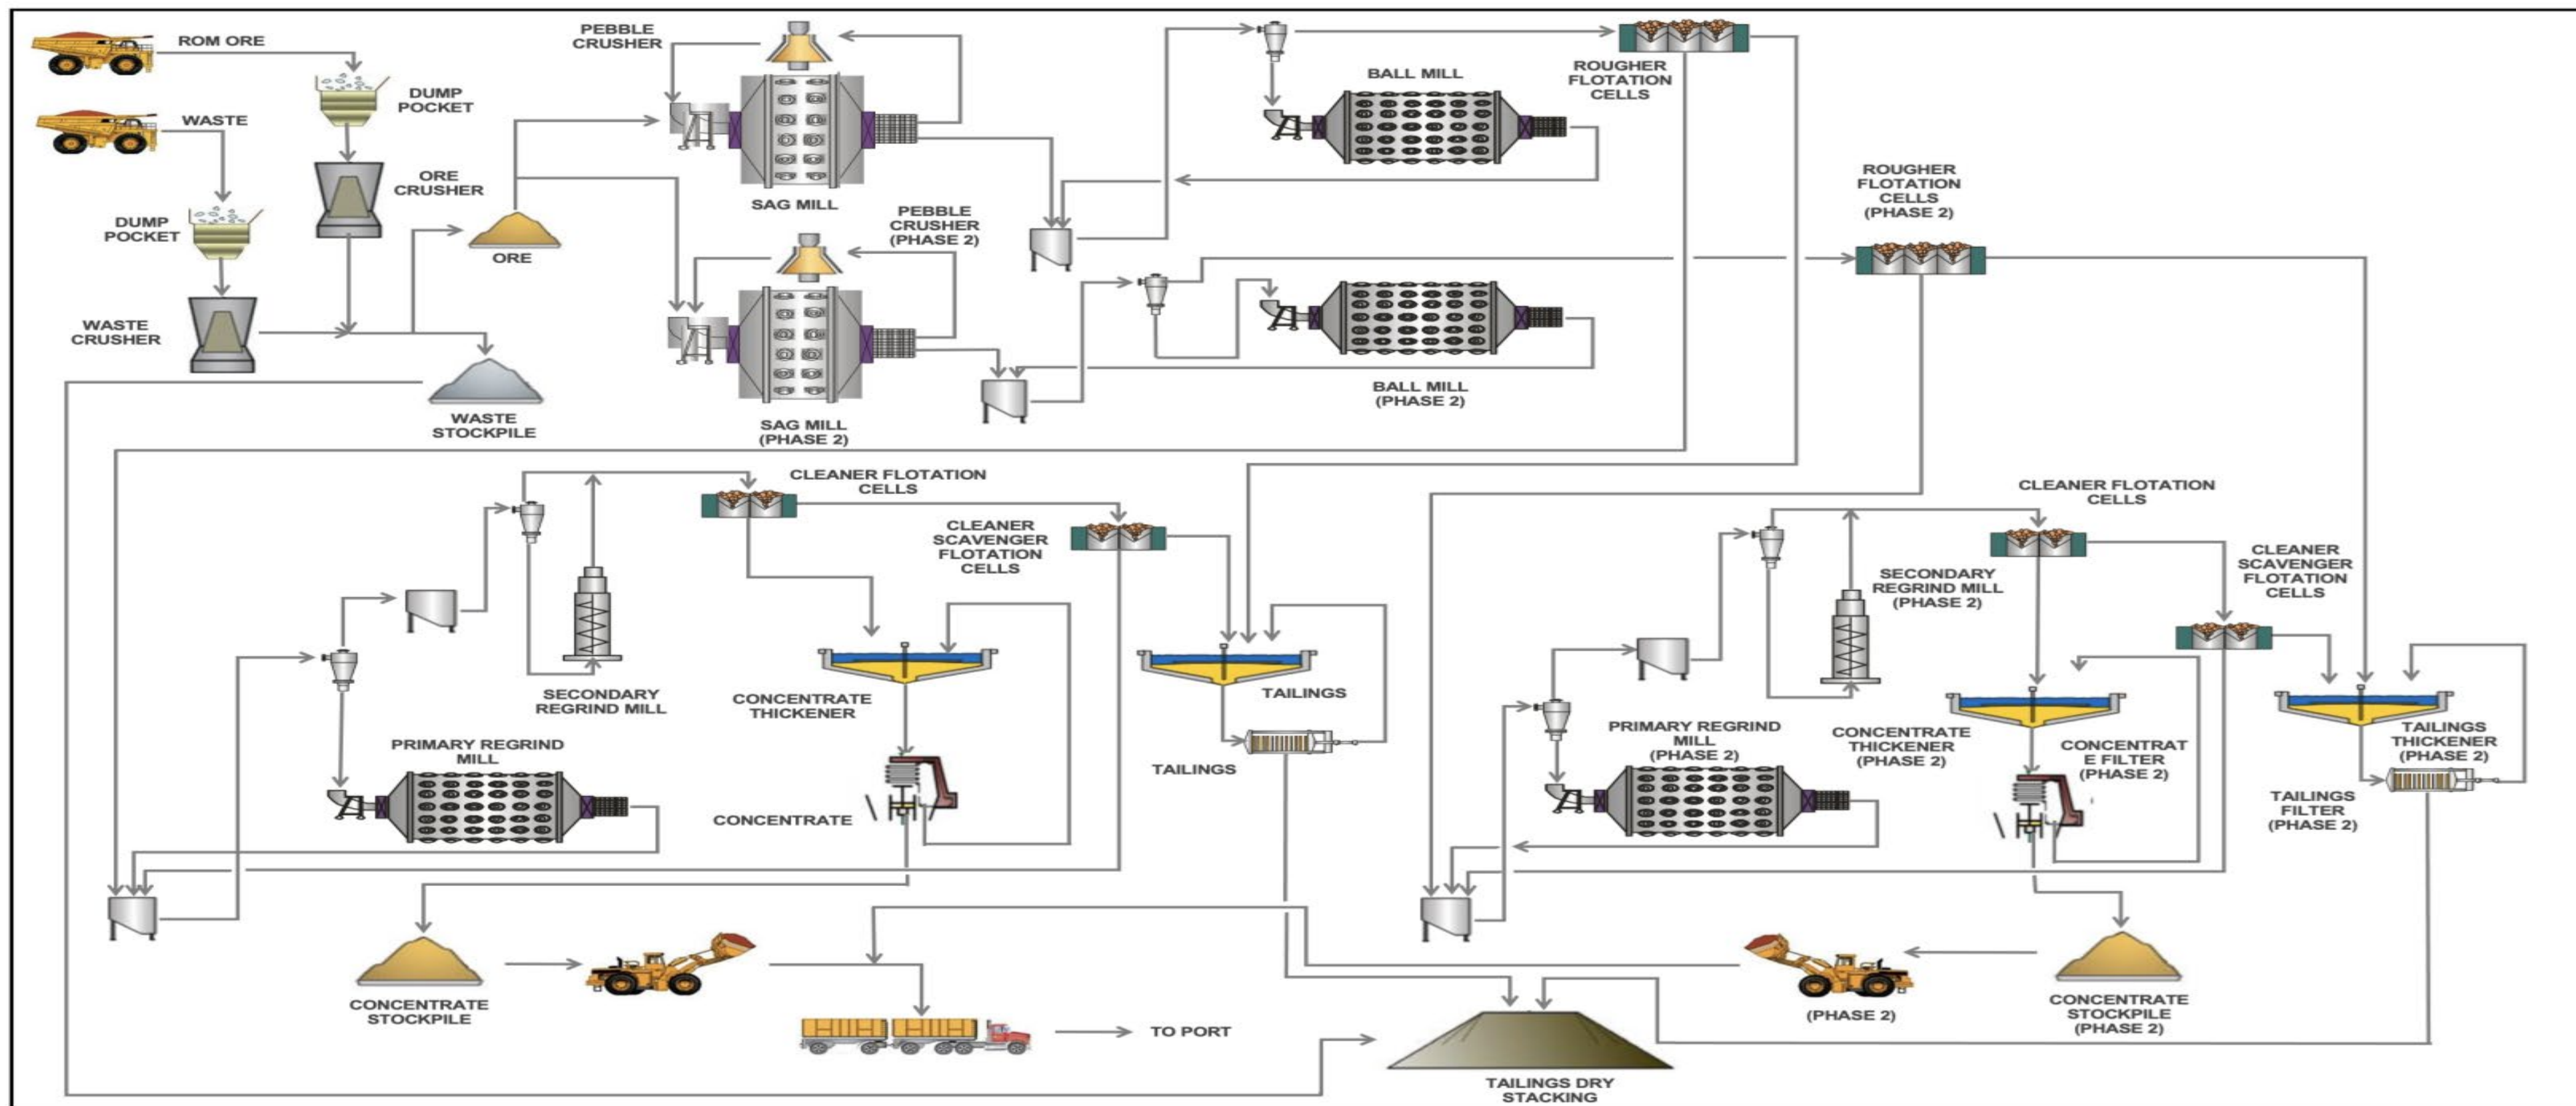 ROM ORE
WASTE
DUMP
POCKET
DUMP
POCKET
ORE
CRUSHER
WASTE
CRUSHER
ORE
WASTE
STOCKPILE
PEBBLE
CRUSHER
SAG MILL
PEBBLE
CRUSHER
(PHASE 2)
SAG MILL
(PHASE 2)
BALL MILL
BALL MILL
(PHASE 2)
ROUGHER
FLOTATION
CELLS
ROUGHER
FLOTATION
CELLS
(PHASE 2)
CLEANER FLOTATION
CELLS
CLEANER
SCAVENGER
FLOTATION
CELLS
SECONDARY
REGRIND MILL
PRIMARY REGRIND
MILL
CONCENTRATE
THICKENER
CONCENTRATE
TAILINGS
TAILINGS
CONCENTRATE
STOCKPILE
TO PORT
CLEANER FLOTATION
CELLS
CLEANER
SCAVENGER
FLOTATION
CELLS
SECONDARY
REGRIND MILL
(PHASE 2)
PRIMARY REGRIND
MILL
(PHASE 2)
CONCENTRATE
THICKENER
(PHASE 2)
CONCENTRAT
E FILTER
(PHASE 2)
TAILINGS
THICKENER
(PHASE 2)
TAILINGS
FILTER
(PHASE 2)
(PHASE 2)
CONCENTRATE
STOCKPILE
(PHASE 2)
TAILINGS DRY
STACKING